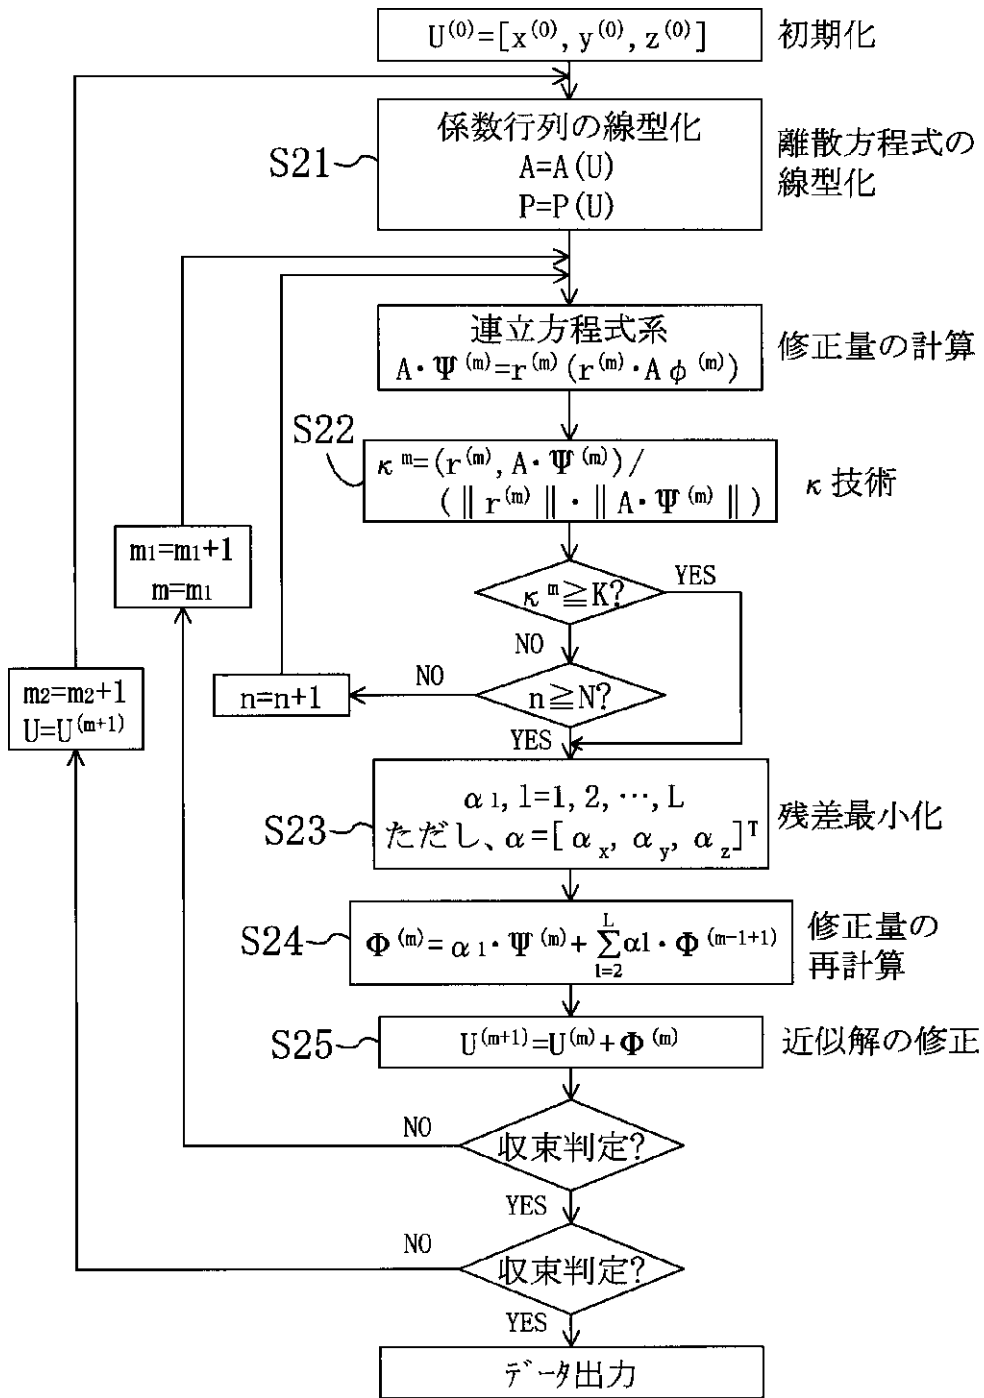 U⁽⁰⁾=[x⁽⁰⁾, y⁽⁰⁾, z⁽⁰⁾]
初期化
S21
係数行列の線型化
A=A(U)
P=P(U)
離散方程式の
線型化
連立方程式系
A・Ψ⁽ᵐ⁾=r⁽ᵐ⁾(r⁽ᵐ⁾・Aφ⁽ᵐ⁾)
修正量の計算
S22
κᵐ=(r⁽ᵐ⁾, A・Ψ⁽ᵐ⁾)/
(‖r⁽ᵐ⁾‖・‖A・Ψ⁽ᵐ⁾‖)
κ技術
m₁=m₁+1
m=m₁
κᵐ≧K?
YES
NO
m₂=m₂+1
U=U⁽ᵐ⁺¹⁾
n=n+1
NO
n≧N?
YES
S23
α₁, l=1, 2, …, L
ただし、α=[αₓ, α_y, α_z]ᵀ
残差最小化
S24
Φ⁽ᵐ⁾=α₁・Ψ⁽ᵐ⁾+∑αl・Φ⁽ᵐ⁻¹⁺¹⁾
L
l=2
修正量の
再計算
S25
U⁽ᵐ⁺¹⁾=U⁽ᵐ⁾+Φ⁽ᵐ⁾
近似解の修正
NO
収束判定?
YES
NO
収束判定?
YES
データ出力